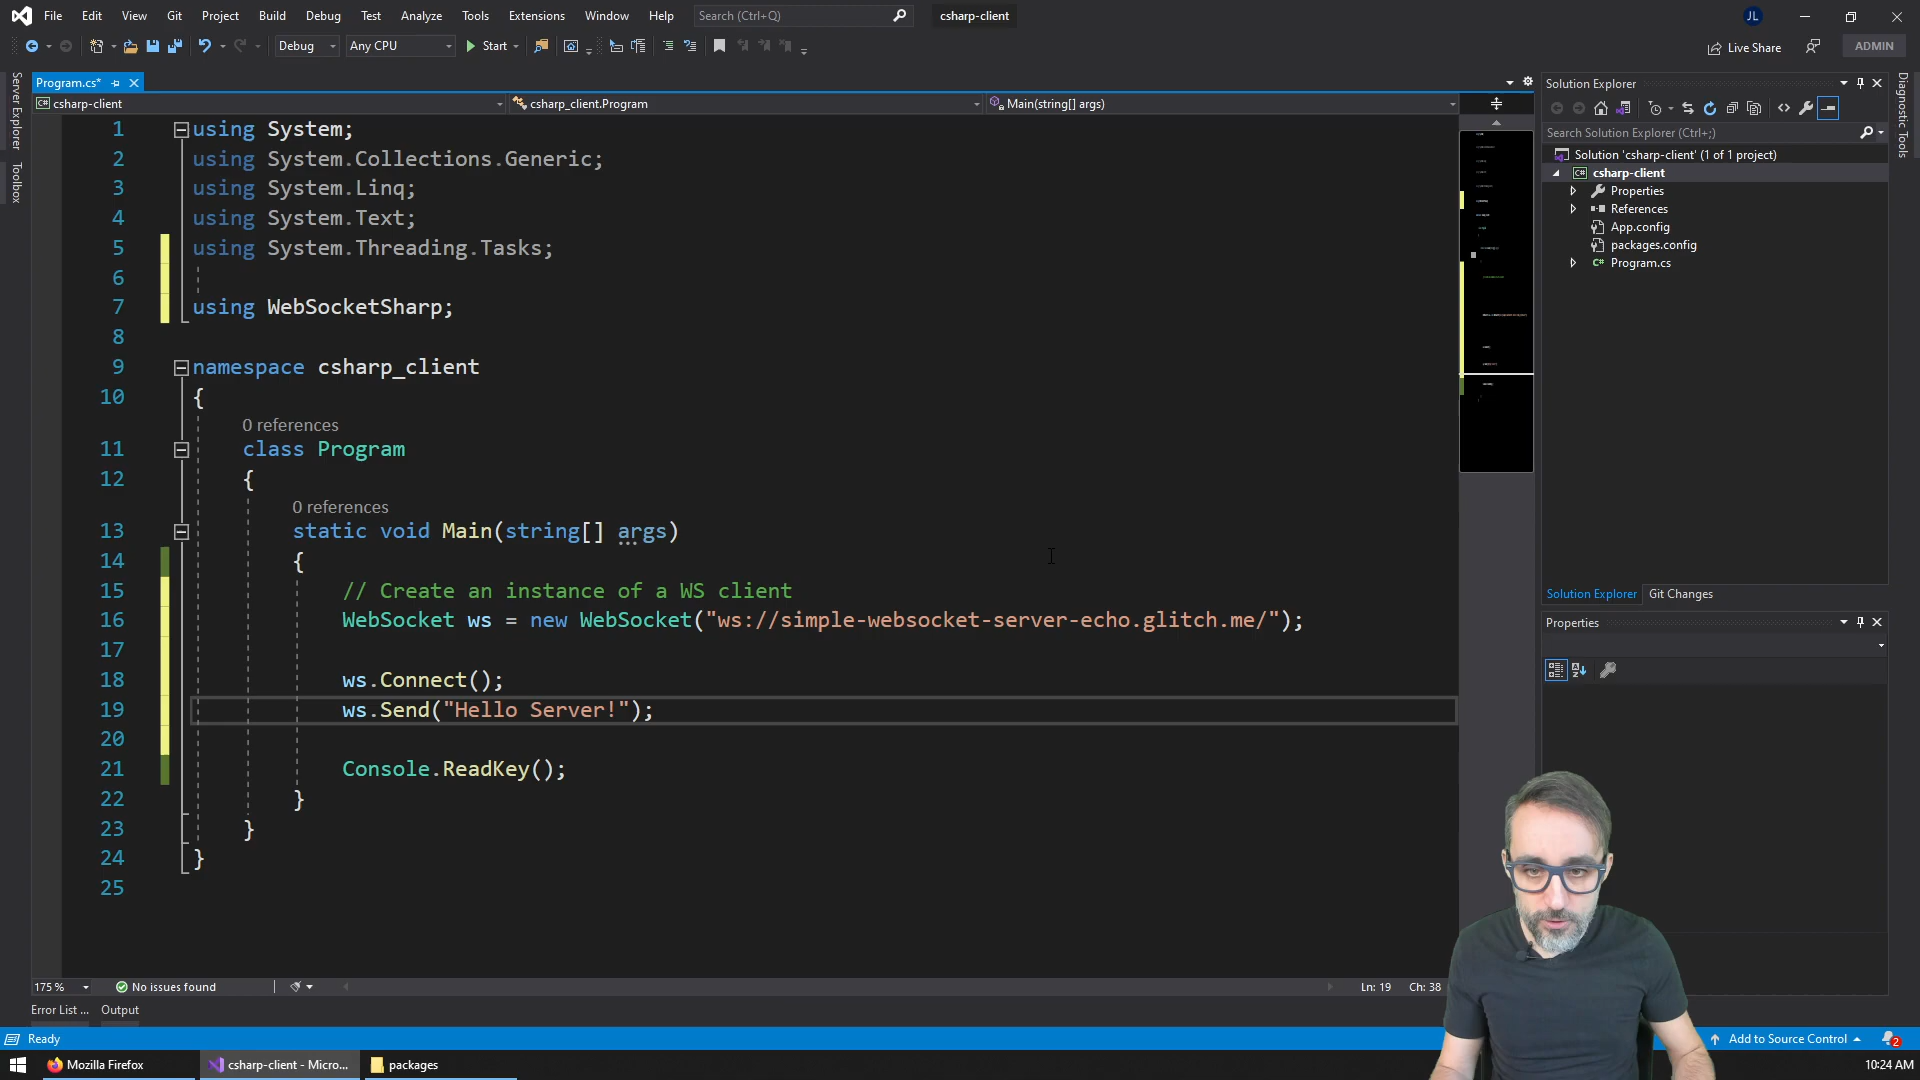 File Edit View Git Project Build Debug Test Analyze Tools Extensions Window Help Search (Ctrl+Q) csharp-client JL
Debug Any CPU Start Live Share ADMIN
Server Explorer
Toolbox
Program.cs*
csharp-client csharp_client.Program Main(string[] args)
1 using System;
2 using System.Collections.Generic;
3 using System.Linq;
4 using System.Text;
5 using System.Threading.Tasks;
6
7 using WebSocketSharp;
8
9 namespace csharp_client
10 {
0 references
11 class Program
12 {
0 references
13 static void Main(string[] args)
14 {
15 // Create an instance of a WS client
16 WebSocket ws = new WebSocket("ws://simple-websocket-server-echo.glitch.me/");
17
18 ws.Connect();
19 ws.Send("Hello Server!");
20
21 Console.ReadKey();
22 }
23 }
24 }
25
175 % No issues found Ln: 19 Ch: 38
Error List ... Output
Solution Explorer
Search Solution Explorer (Ctrl+;)
Solution 'csharp-client' (1 of 1 project)
C# csharp-client
Properties
References
App.config
packages.config
C# Program.cs
Solution Explorer Git Changes
Properties
Diagnostic Tools
Ready Add to Source Control 2
Mozilla Firefox csharp-client - Micro... packages 10:24 AM